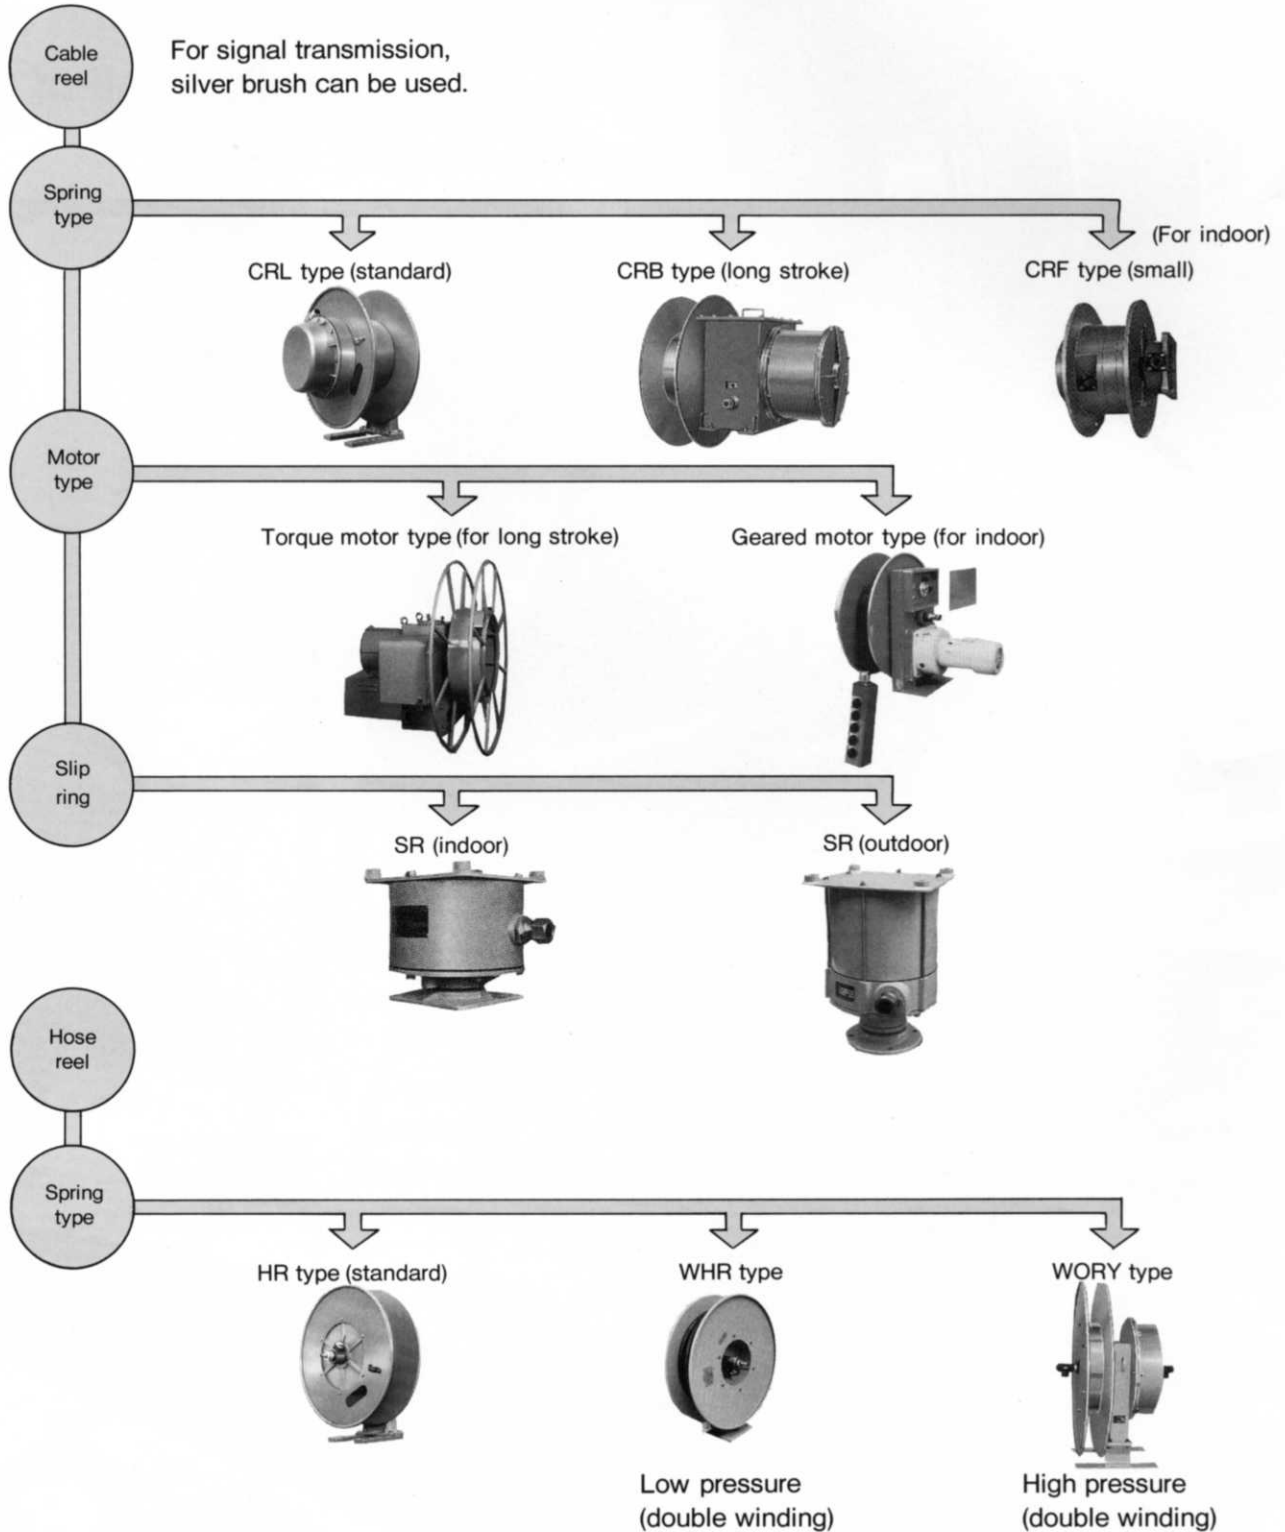 Cable
reel
For signal transmission,
silver brush can be used.
Spring
type
(For indoor)
CRL type (standard)
CRB type (long stroke)
CRF type (small)
Motor
type
Torque motor type (for long stroke)
Geared motor type (for indoor)
Slip
ring
SR (indoor)
SR (outdoor)
Hose
reel
Spring
type
HR type (standard)
WHR type
WORY type
Low pressure
(double winding)
High pressure
(double winding)